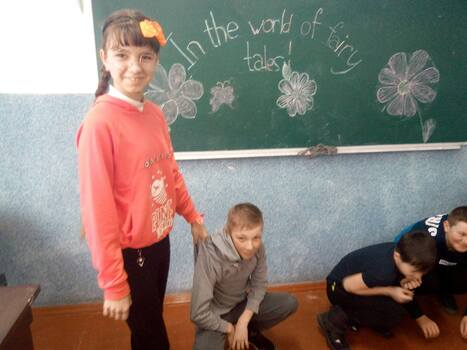 In the world of fairy
tales!